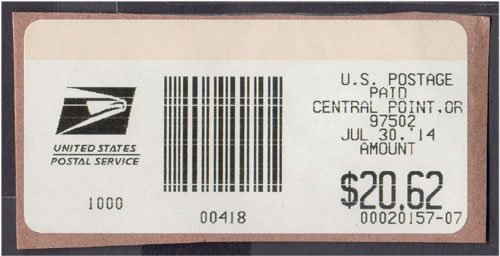 UNITED STATES
POSTAL SERVICE
1000
00418
U.S. POSTAGE
PAID
CENTRAL POINT.OR
97502
JUL 30.'14
AMOUNT
$20.62
00020157-07